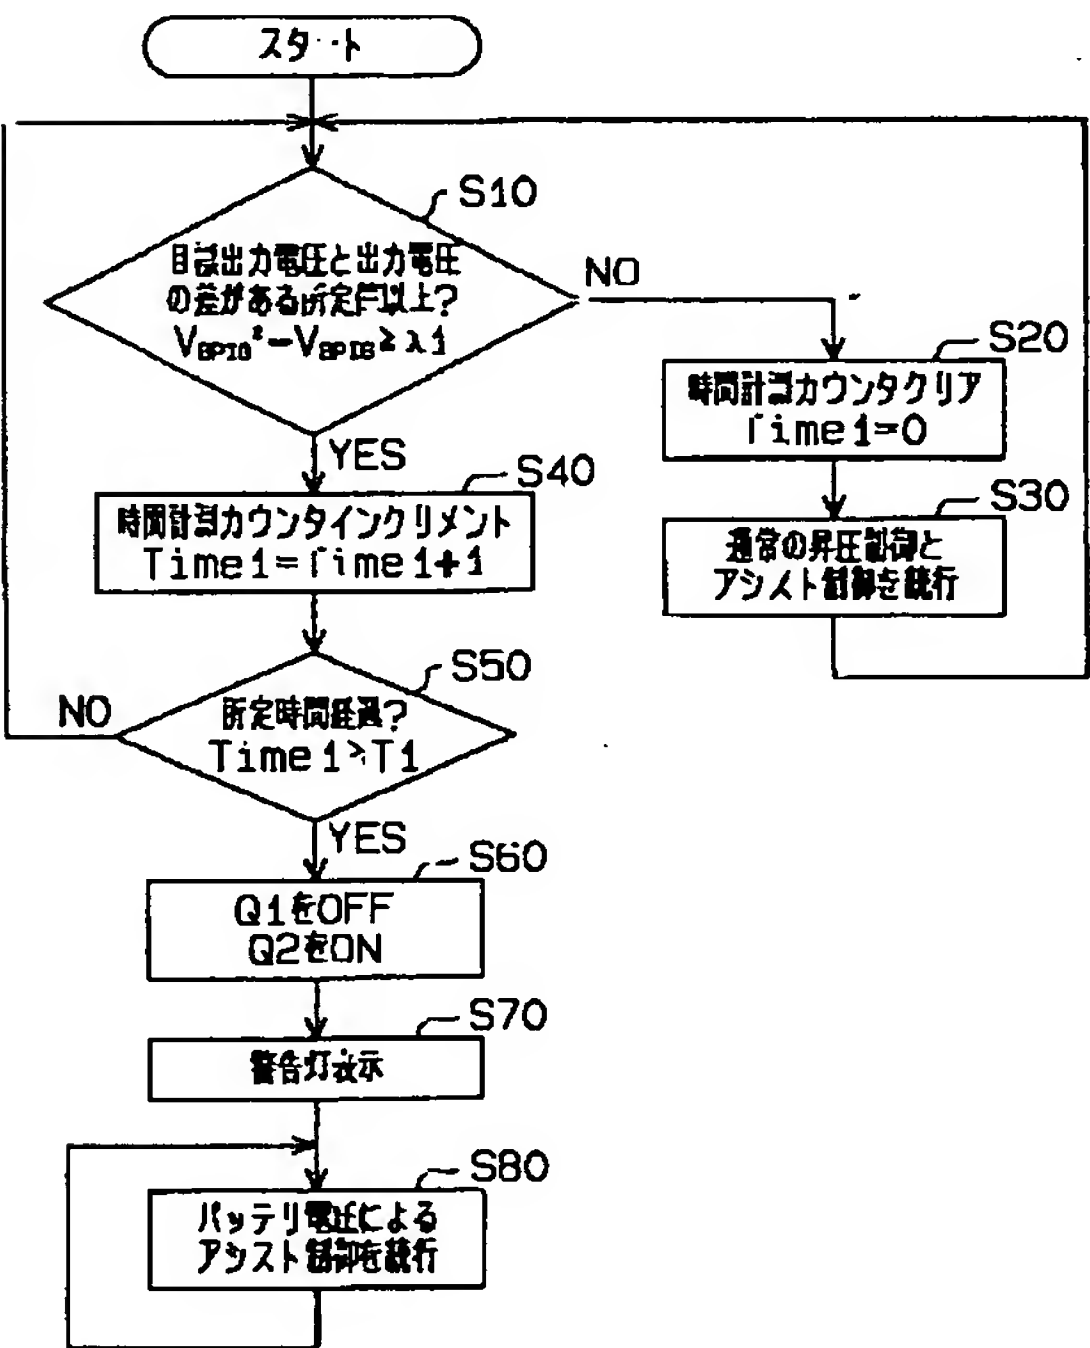 スタート
S10
目標出力電圧と出力電圧
の差がある所定値以上?
NO
S20
時間計測カウンタクリア
Time1=0
YES
S40
時間計測カウンタインクリメント
Time1=Time1+1
S30
通常の昇圧制御と
アシスト制御を続行
S50
所定時間経過?
Time1>T1
NO
YES
S60
Q1をOFF
Q2をON
S70
警告灯表示
S80
バッテリ電圧による
アシスト制御を続行